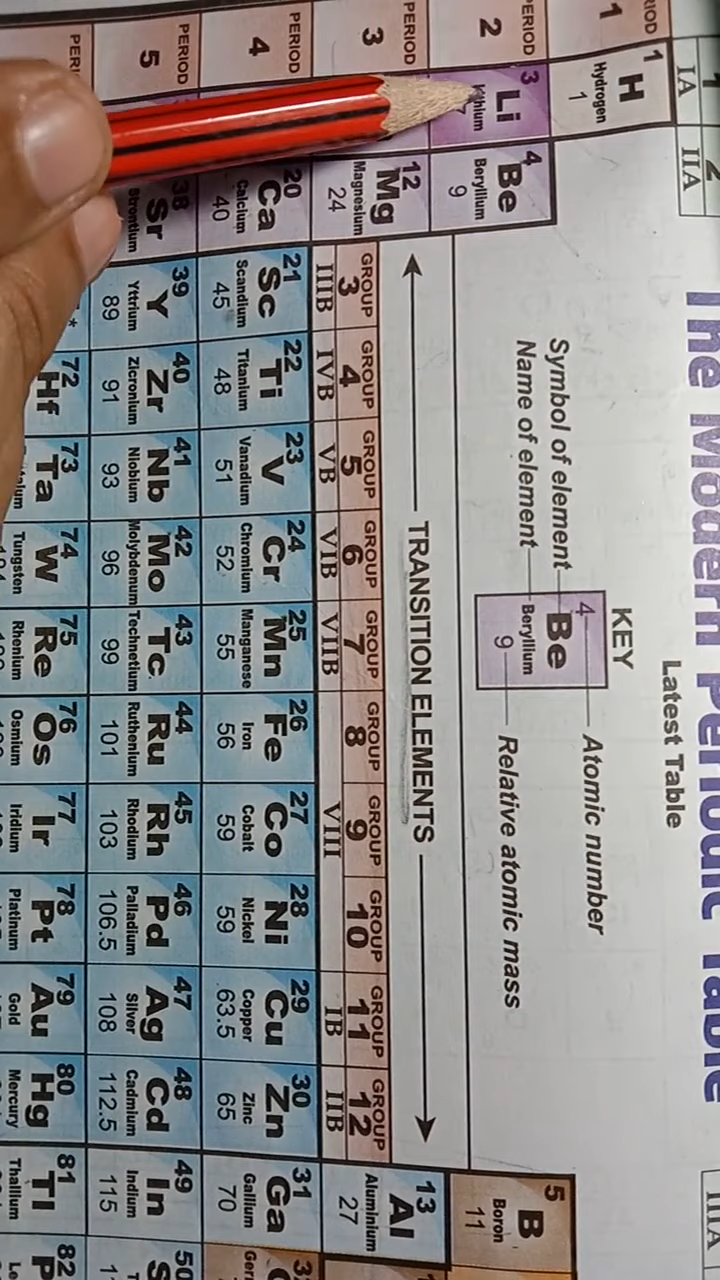 The Modern Periodic Table
Latest Table
1 2
IA IIA IIIA
KEY
4 Atomic number
Symbol of element Be
Name of element Beryllium
9 Relative atomic mass
1
1 H Hydrogen 1
PERIOD 2
3 Li
4 Be Beryllium 9
5 B Boron 11
TRANSITION ELEMENTS
PERIOD 3
12 Mg Magnesium 24
GROUP 3 GROUP 4 GROUP 5 GROUP 6 GROUP 7 GROUP 8 GROUP 9 GROUP 10 GROUP 11 GROUP 12
IIIB IVB VB VIB VIIB VIII IB IIB
13 Al Aluminium 27
PERIOD 4
20 Ca Calcium 40
21 Sc Scandium 45
22 Ti Titanium 48
23 V Vanadium 51
24 Cr Chromium 52
25 Mn Manganese 55
26 Fe Iron 56
27 Co Cobalt 59
28 Ni Nickel 59
29 Cu Copper 63.5
30 Zn Zinc 65
31 Ga Gallium 70
PERIOD 5
38 Sr Strontium
39 Y Yttrium 89
40 Zr Zicronium 91
41 Nb Niobium 93
42 Mo Molybdenum 96
43 Tc Technetium 99
44 Ru Ruthenium 101
45 Rh Rhodium 103
46 Pd Palladium 106.5
47 Ag Silver 108
48 Cd Cadmium 112.5
49 In Indium 115
50
72 Hf
73 Ta
74 W Tungsten
75 Re Rhenium
76 Os Osmium
77 Ir Iridium
78 Pt Platinum
79 Au Gold
80 Hg Mercury
81 Tl Thallium
82